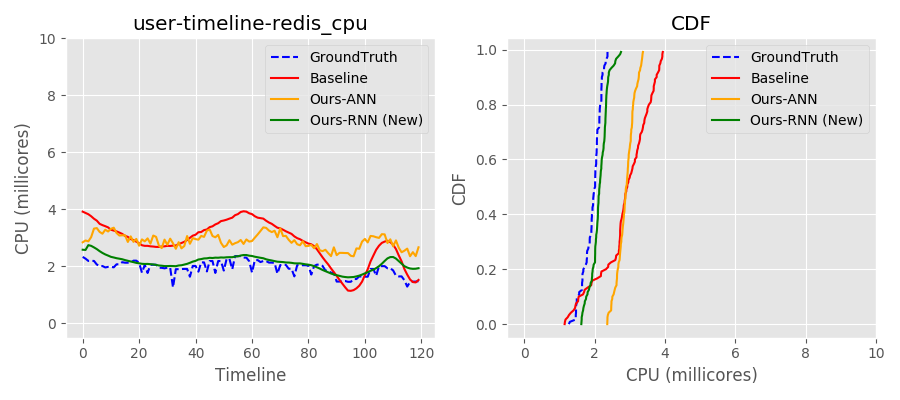 user-timeline-redis_cpu
CPU (millicores)
10
8
6
4
2
0
0 20 40 60 80 100 120
Timeline
GroundTruth
Baseline
Ours-ANN
Ours-RNN (New)
CDF
CDF
1.0
0.8
0.6
0.4
0.2
0.0
0 2 4 6 8 10
CPU (millicores)
GroundTruth
Baseline
Ours-ANN
Ours-RNN (New)